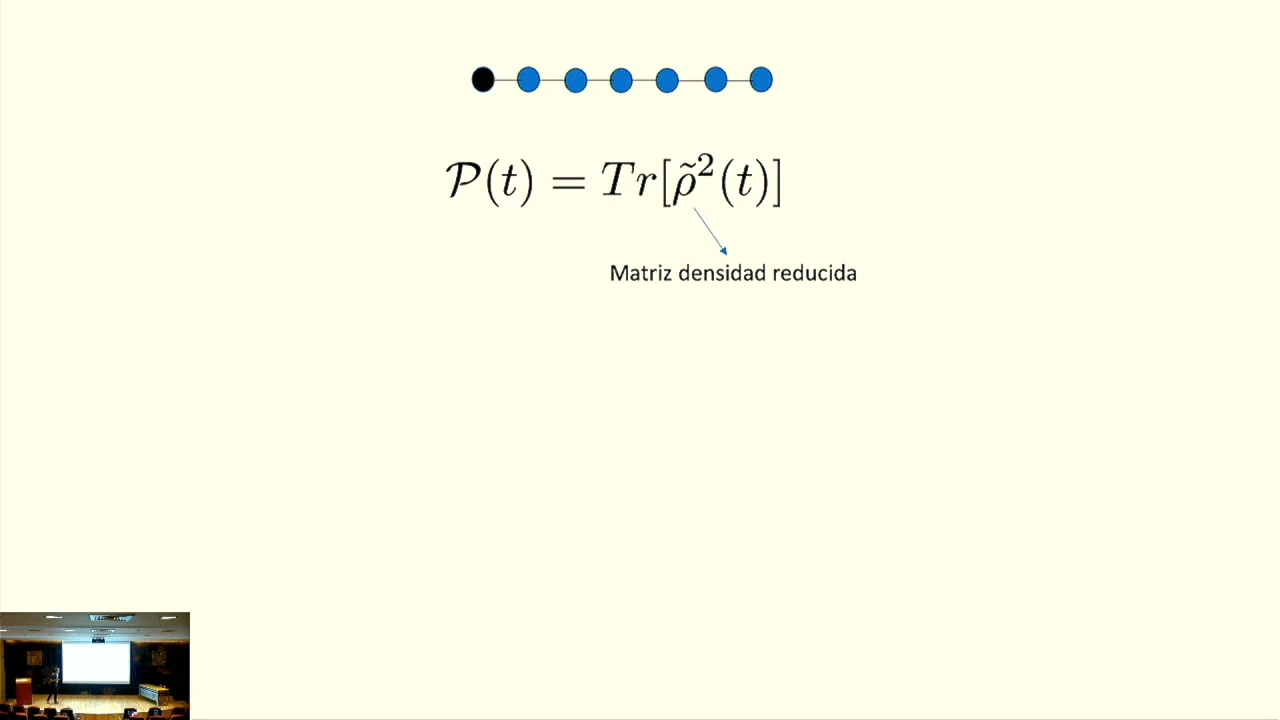 𝒫(t) = Tr[ρ̃²(t)]
Matriz densidad reducida